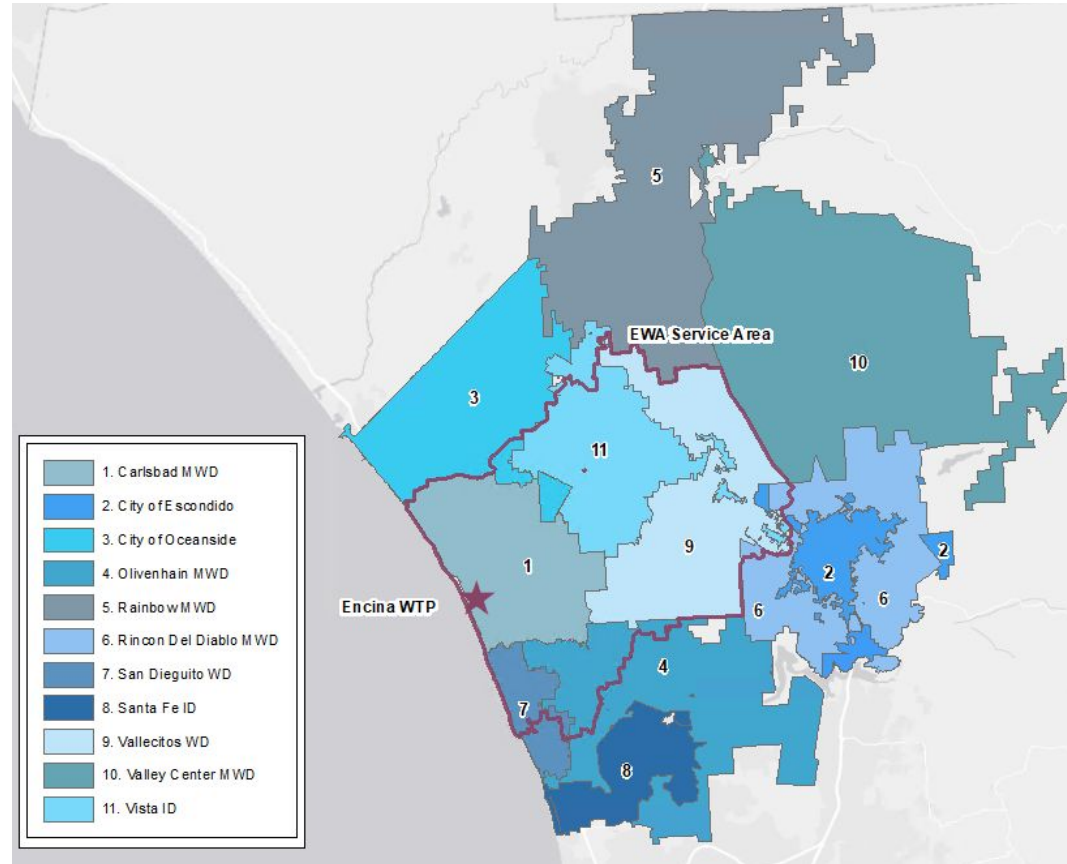 5
EWA Service Area
10
3
11
1. Carlsbad MWD
2. City of Escondido
3. City of Oceanside
4. Olivenhain MWD
5. Rainbow MWD
6. Rincon Del Diablo MWD
7. San Dieguito WD
8. Santa Fe ID
9. Vallecitos WD
10. Valley Center MWD
11. Vista ID
9
2
1
2
Encina WTP
6
6
4
7
8